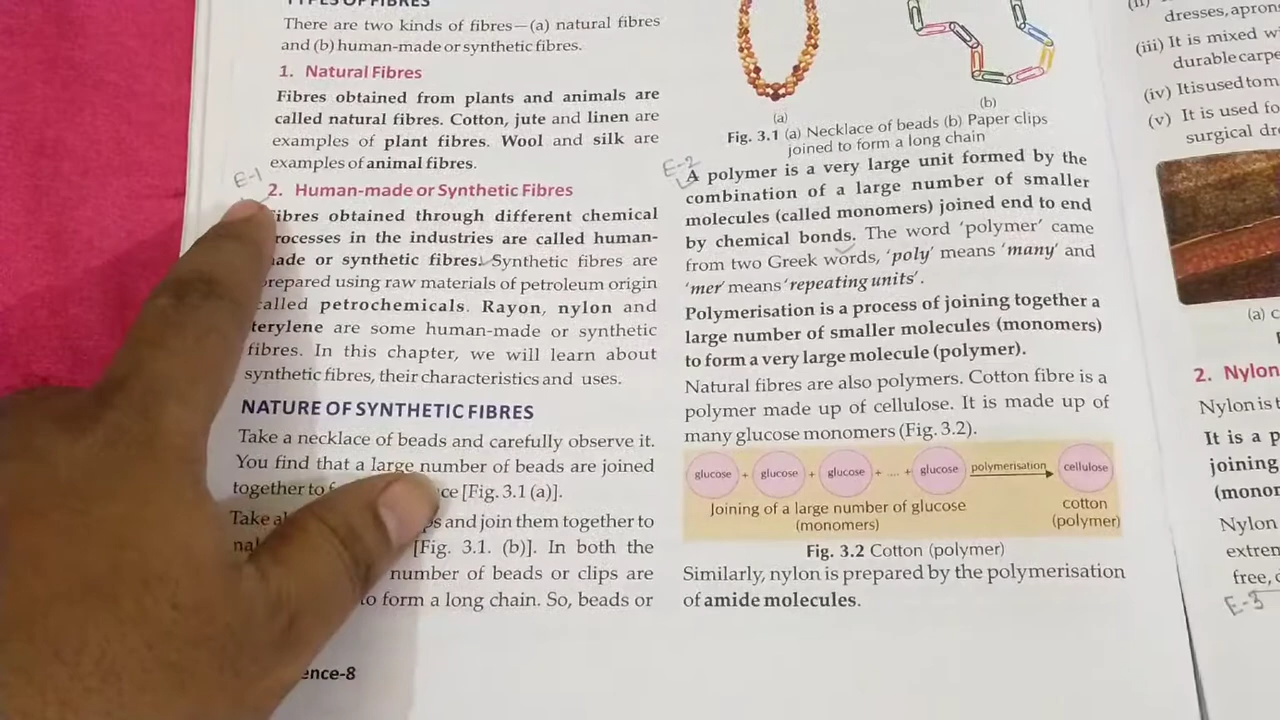 TYPES OF FIBRES
There are two kinds of fibres—(a) natural fibres
and (b) human-made or synthetic fibres.
1. Natural Fibres
Fibres obtained from plants and animals are
called natural fibres. Cotton, jute and linen are
examples of plant fibres. Wool and silk are
examples of animal fibres.
E-1
2. Human-made or Synthetic Fibres
Fibres obtained through different chemical
rocesses in the industries are called human-
ade or synthetic fibres. Synthetic fibres are
repared using raw materials of petroleum origin
called petrochemicals. Rayon, nylon and
terylene are some human-made or synthetic
fibres. In this chapter, we will learn about
synthetic fibres, their characteristics and uses.
NATURE OF SYNTHETIC FIBRES
Take a necklace of beads and carefully observe it.
You find that a large number of beads are joined
together to ce [Fig. 3.1 (a)].
Take a ps and join them together to
[Fig. 3.1. (b)]. In both the
number of beads or clips are
to form a long chain. So, beads or
ence-8
(a)
(b)
Fig. 3.1 (a) Necklace of beads (b) Paper clips
joined to form a long chain
E-2
A polymer is a very large unit formed by the
combination of a large number of smaller
molecules (called monomers) joined end to end
by chemical bonds. The word 'polymer' came
from two Greek words, 'poly' means 'many' and
'mer' means 'repeating units'.
Polymerisation is a process of joining together a
large number of smaller molecules (monomers)
to form a very large molecule (polymer).
Natural fibres are also polymers. Cotton fibre is a
polymer made up of cellulose. It is made up of
many glucose monomers (Fig. 3.2).
glucose + glucose + glucose + .... + glucose polymerisation cellulose
Joining of a large number of glucose
(monomers)
cotton
(polymer)
Fig. 3.2 Cotton (polymer)
Similarly, nylon is prepared by the polymerisation
of amide molecules.
(ii)
dresses, apron
(iii) It is mixed wi
durable carpe
(iv) It is used to m
(v) It is used fo
surgical dr
(a) C
2. Nylon
Nylon is t
It is a p
joining
(monor
Nylon
extrem
free,
E-3